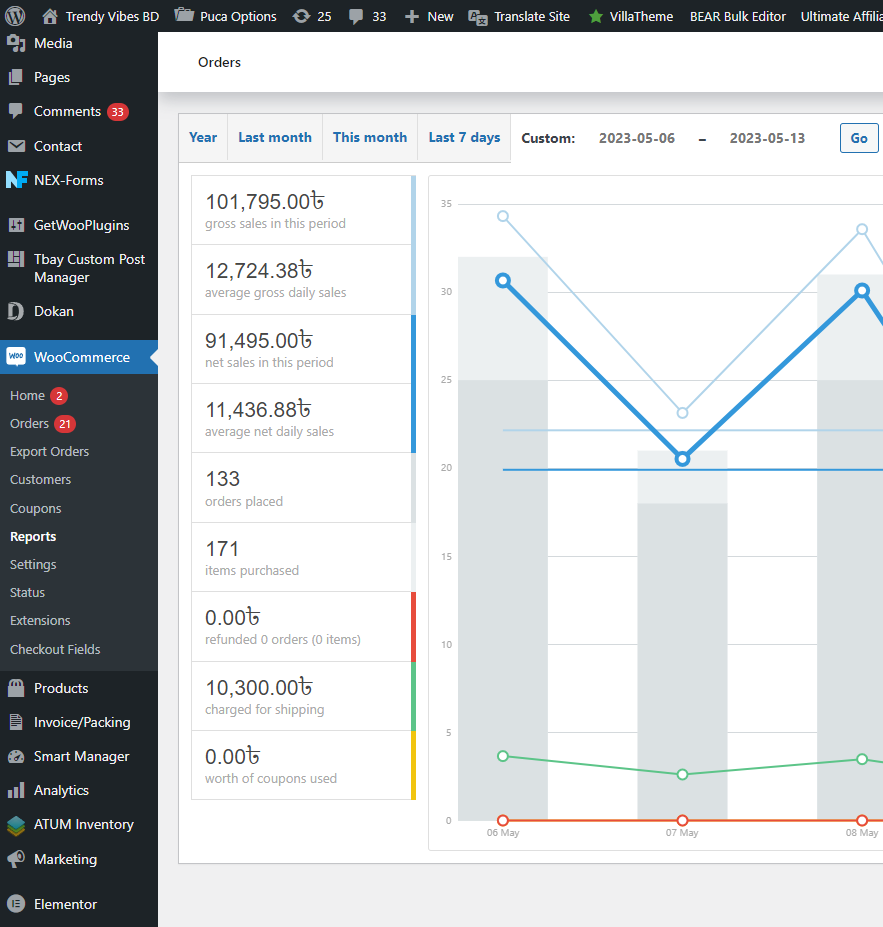 Trendy Vibes BD
Puca Options
25
33
New
Translate Site
VillaTheme
BEAR Bulk Editor
Ultimate Affilia
Media
Pages
Comments 33
Contact
NEX-Forms
GetWooPlugins
Tbay Custom Post
Manager
Dokan
WooCommerce
Home 2
Orders 21
Export Orders
Customers
Coupons
Reports
Settings
Status
Extensions
Checkout Fields
Products
Invoice/Packing
Smart Manager
Analytics
ATUM Inventory
Marketing
Elementor
Orders
Year
Last month
This month
Last 7 days
Custom:
2023-05-06
–
2023-05-13
Go
101,795.00৳
gross sales in this period
12,724.38৳
average gross daily sales
91,495.00৳
net sales in this period
11,436.88৳
average net daily sales
133
orders placed
171
items purchased
0.00৳
refunded 0 orders (0 items)
10,300.00৳
charged for shipping
0.00৳
worth of coupons used
35
30
25
20
15
10
5
0
06 May
07 May
08 May